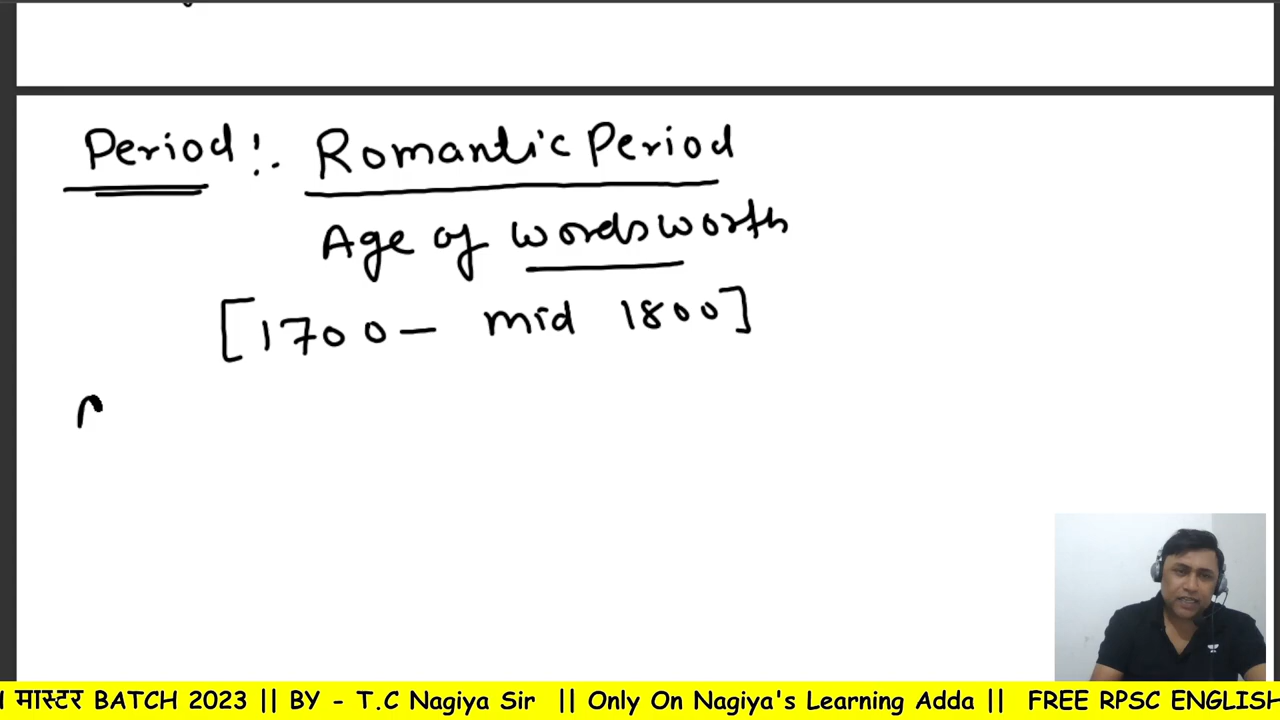 Period :- Romantic Period
Age of Wordsworth
[1700 - mid 1800]
मास्टर BATCH 2023 || BY - T.C Nagiya Sir || Only On Nagiya's Learning Adda || FREE RPSC ENGLISH